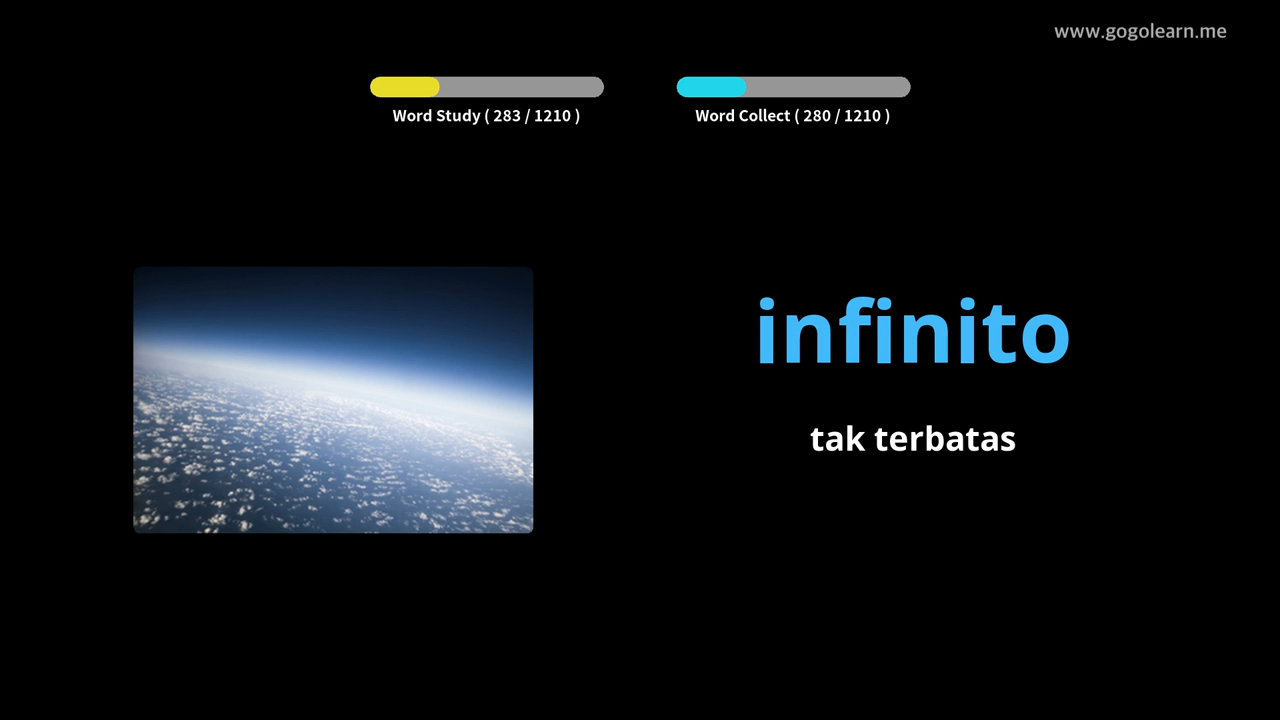 www.gogolearn.me
Word Study ( 283 / 1210 )
Word Collect ( 280 / 1210 )
infinito
tak terbatas